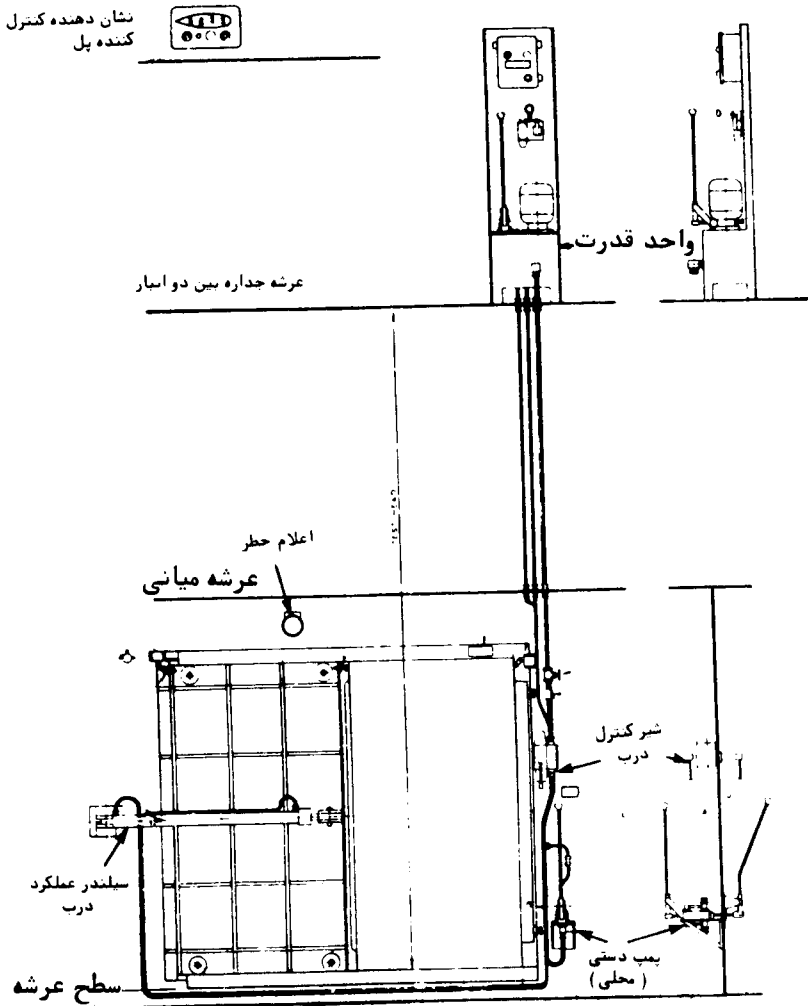 نشان دهنده کنترل
کننده پل
واحد قدرت
عرشه جداره بین دو انبار
اعلام خطر
عرشه میانی
شیر کنترل
درب
سیلندر عملکرد
درب
پمپ دستی
(محلی)
سطح عرشه